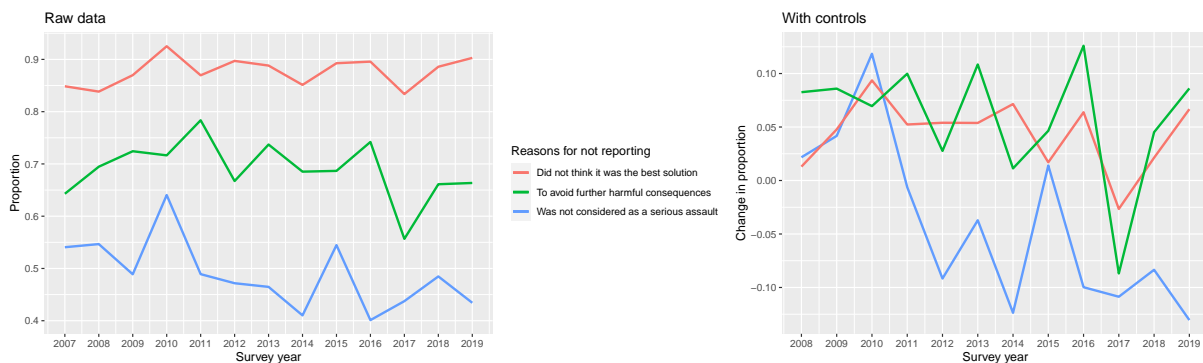 Raw data
Proportion
0.9
0.8
0.7
0.6
0.5
0.4
2007 2008 2009 2010 2011 2012 2013 2014 2015 2016 2017 2018 2019
Survey year
Reasons for not reporting
Did not think it was the best solution
To avoid further harmful consequences
Was not considered as a serious assault
With controls
Change in proportion
0.10
0.05
0.00
−0.05
−0.10
2008 2009 2010 2011 2012 2013 2014 2015 2016 2017 2018 2019
Survey year